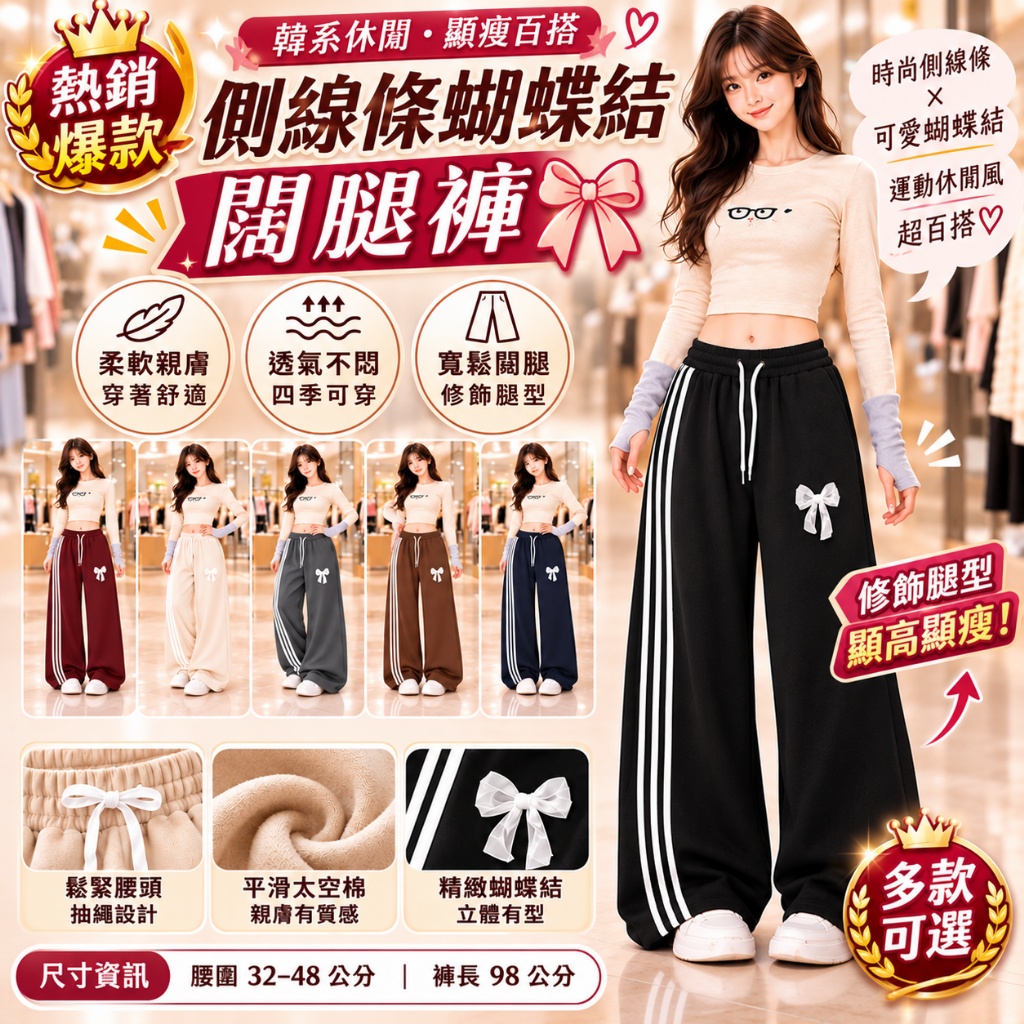 熱銷
爆款
韓系休閒・顯瘦百搭
側線條蝴蝶結
闊腿褲
時尚側線條
×
可愛蝴蝶結
運動休閒風
超百搭♡
柔軟親膚
穿著舒適
透氣不悶
四季可穿
寬鬆闊腿
修飾腿型
修飾腿型
顯高顯瘦!
鬆緊腰頭
抽繩設計
平滑太空棉
親膚有質感
精緻蝴蝶結
立體有型
多款
可選
尺寸資訊 腰圍 32–48 公分 | 褲長 98 公分